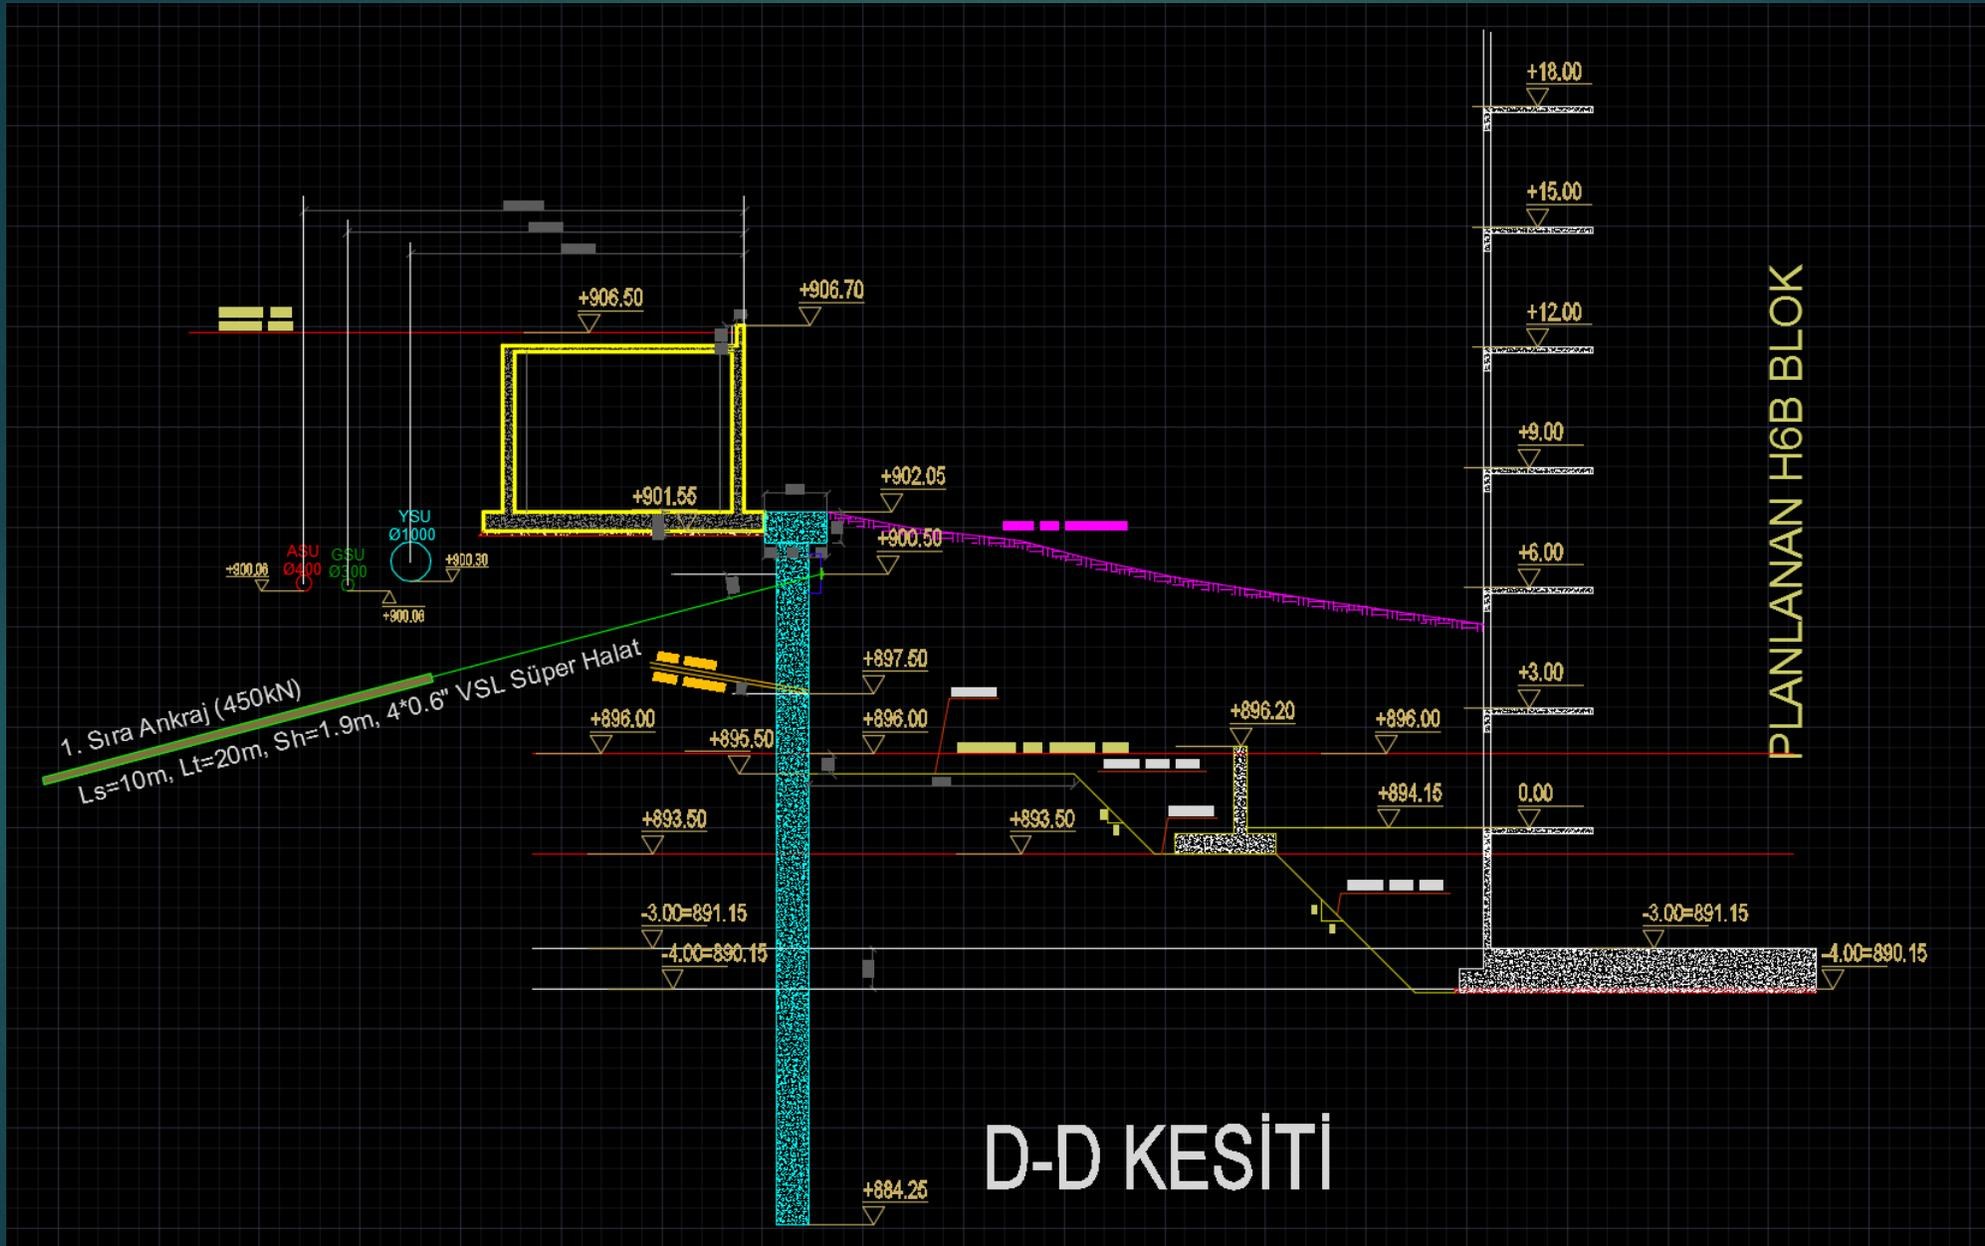 +18.00
+15.00
+12.00
+9.00
+6.00
+3.00
0.00
PLANLANAN H6B BLOK
+906.50
+906.70
+901.55
+902.05
+900.50
YSU
Ø1000
ASU
Ø400
GSU
Ø300
+900.06
+900.30
+900.06
1. Sıra Ankraj (450kN)
Ls=10m, Lt=20m, Sh=1.9m, 4*0.6" VSL Süper Halat
+897.50
+896.00
+896.00
+896.20
+896.00
+895.50
+893.50
+893.50
+894.15
-3.00=891.15
-4.00=890.15
-3.00=891.15
-4.00=890.15
+884.25
D-D KESİTİ